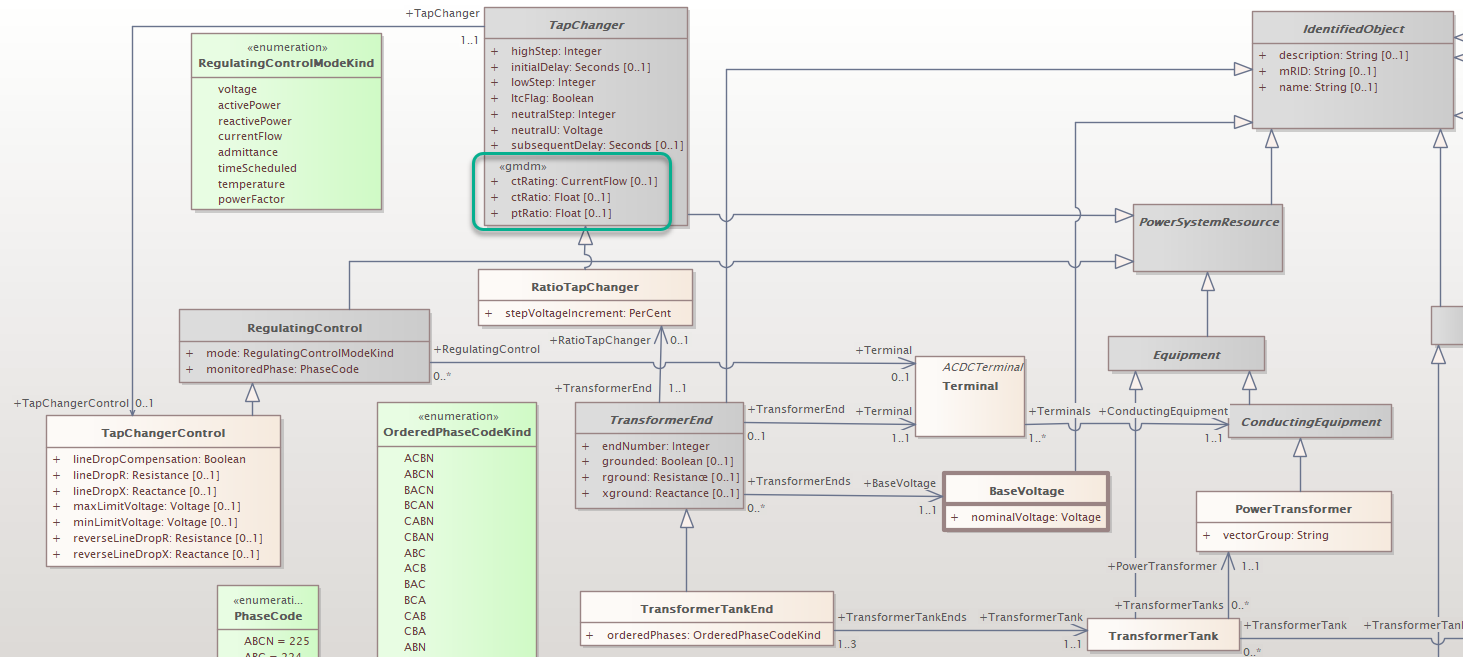 +TapChanger
1..1
«enumeration»
RegulatingControlModeKind
voltage
activePower
reactivePower
currentFlow
admittance
timeScheduled
temperature
powerFactor
TapChanger
+ highStep: Integer
+ initialDelay: Seconds [0..1]
+ lowStep: Integer
+ ltcFlag: Boolean
+ neutralStep: Integer
+ neutralU: Voltage
+ subsequentDelay: Seconds [0..1]
«gmdm»
+ ctRating: CurrentFlow [0..1]
+ ctRatio: Float [0..1]
+ ptRatio: Float [0..1]
IdentifiedObject
+ description: String [0..1]
+ mRID: String [0..1]
+ name: String [0..1]
PowerSystemResource
RatioTapChanger
+ stepVoltageIncrement: PerCent
RegulatingControl
+ mode: RegulatingControlModeKind
+ monitoredPhase: PhaseCode
+RegulatingControl
0..*
+RatioTapChanger
0..1
+Terminal
0..1
ACDCTerminal
Terminal
Equipment
+TapChangerControl
0..1
TapChangerControl
+ lineDropCompensation: Boolean
+ lineDropR: Resistance [0..1]
+ lineDropX: Reactance [0..1]
+ maxLimitVoltage: Voltage [0..1]
+ minLimitVoltage: Voltage [0..1]
+ reverseLineDropR: Resistance [0..1]
+ reverseLineDropX: Reactance [0..1]
«enumeration»
OrderedPhaseCodeKind
ACBN
ABCN
BACN
BCAN
CABN
CBAN
ABC
ACB
BAC
BCA
CAB
CBA
ABN
+TransformerEnd
1..1
TransformerEnd
+ endNumber: Integer
+ grounded: Boolean [0..1]
+ rground: Resistance [0..1]
+ xground: Reactance [0..1]
+TransformerEnd
0..1
+Terminal
1..1
+TransformerEnds
0..*
+BaseVoltage
1..1
+Terminals
1..*
+ConductingEquipment
1..1
ConductingEquipment
BaseVoltage
+ nominalVoltage: Voltage
PowerTransformer
+ vectorGroup: String
+PowerTransformer
1..1
«enumerati...
PhaseCode
ABCN = 225
ABC = 224
TransformerTankEnd
+ orderedPhases: OrderedPhaseCodeKind
+TransformerTankEnds
1..3
+TransformerTank
1..1
+TransformerTanks
0..*
TransformerTank
+TransformerTank
0..*
+TransformerTan